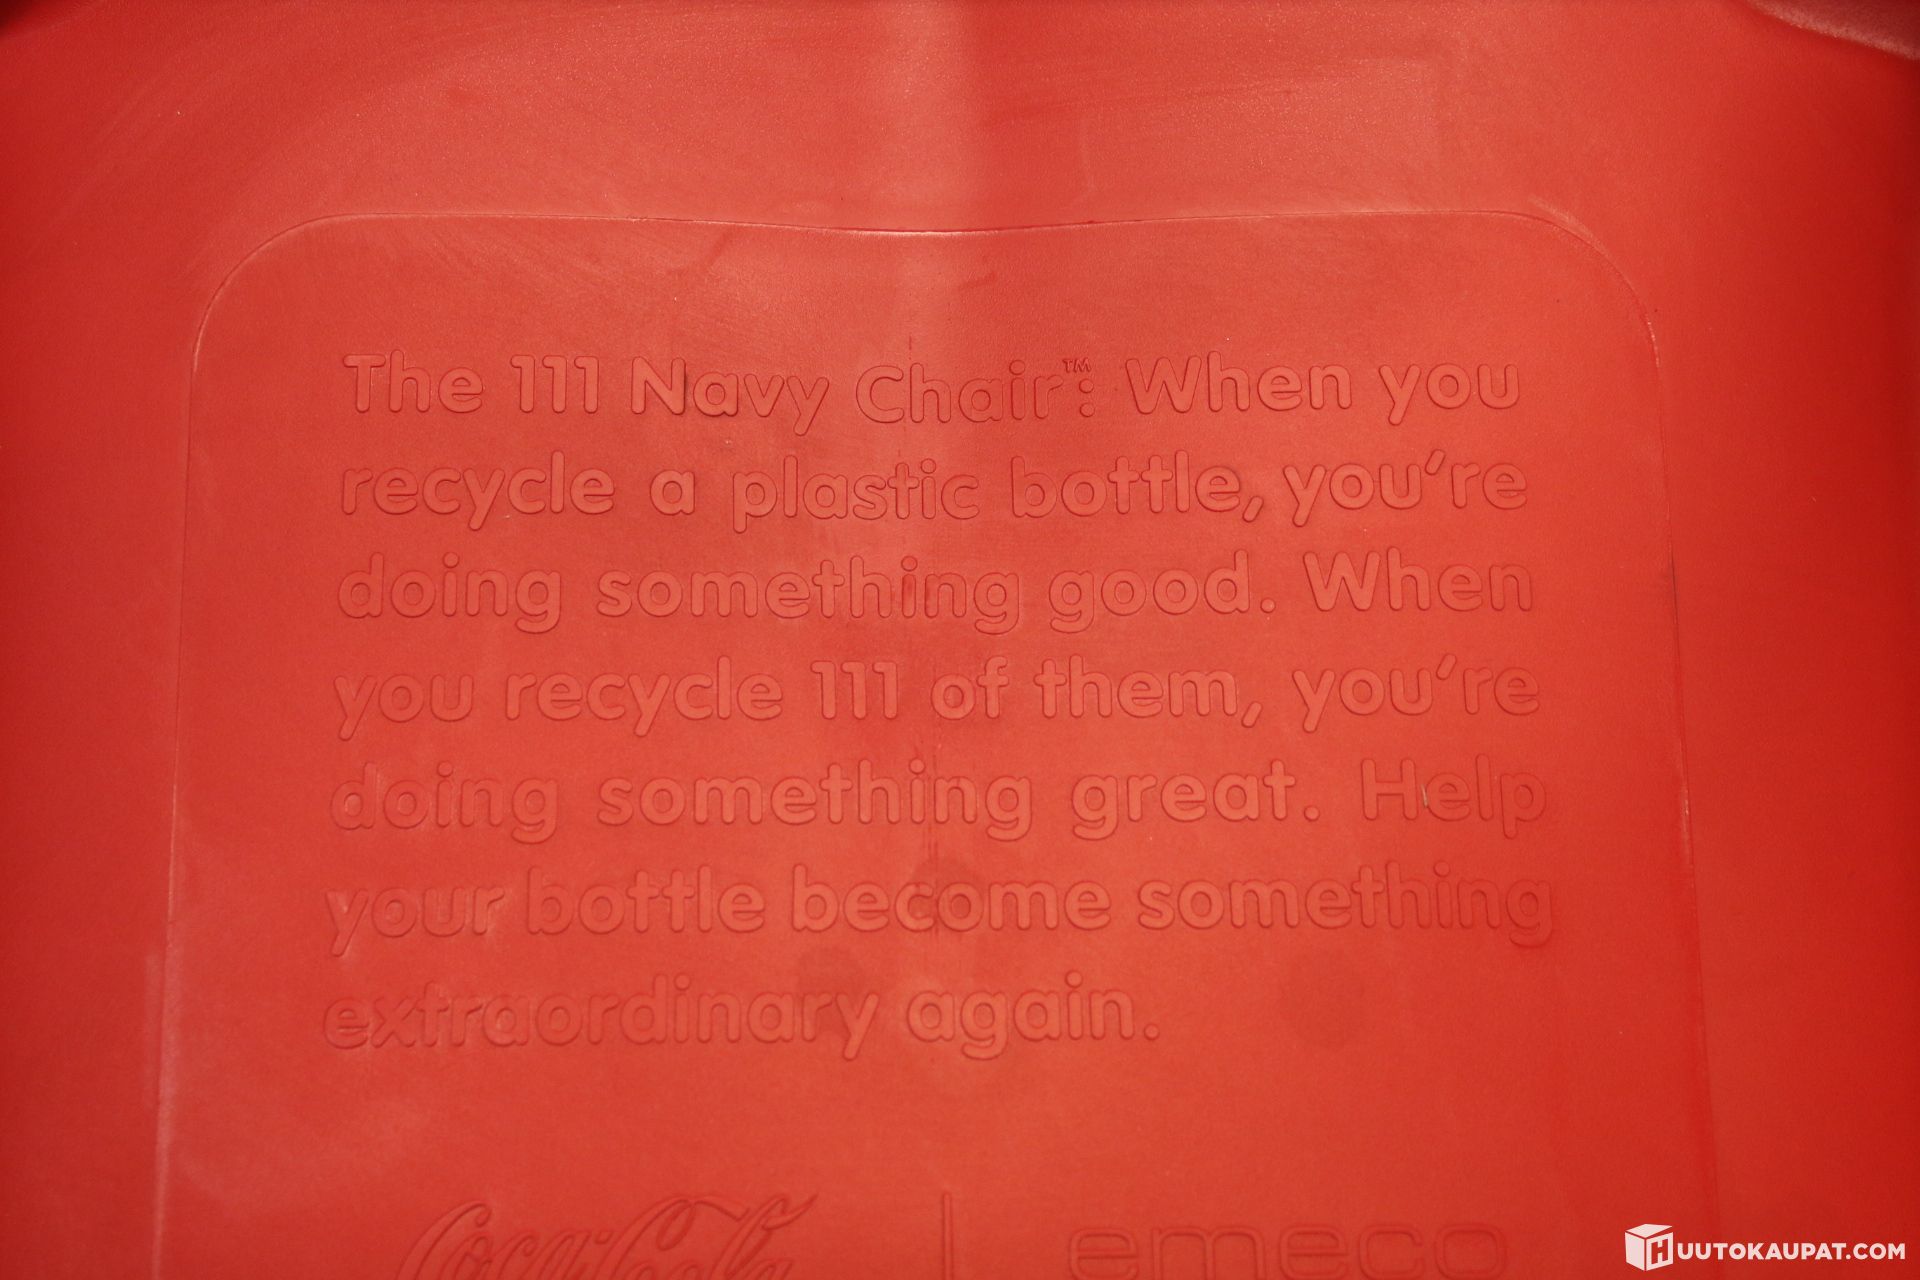 The 111 Navy Chair™: When you
recycle a plastic bottle, you're
doing something good. When
you recycle 111 of them, you're
doing something great. Help
your bottle become something
extraordinary again.
Coca-Cola | emeco
HUUTOKAUPAT.COM